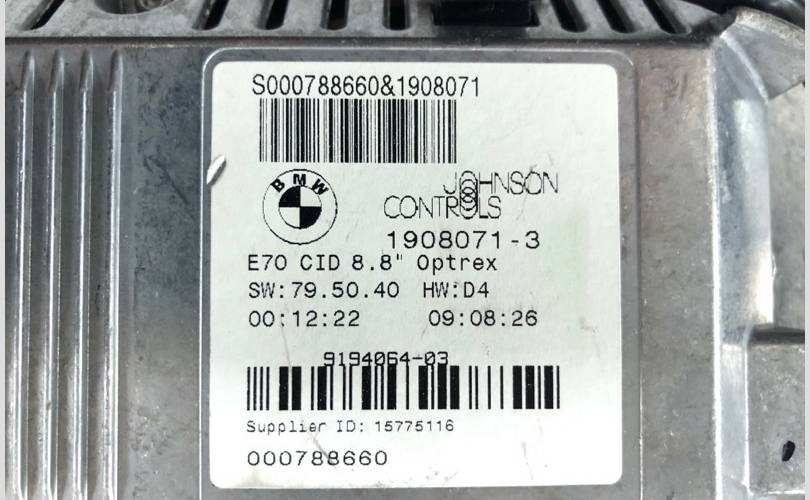 S000788660&1908071
BMW
JOHNSON
CONTROLS
1908071-3
E70 CID 8.8" Optrex
SW:79.50.40 HW:D4
00:12:22 09:08:26
9194064-03
Supplier ID: 15775116
000788660